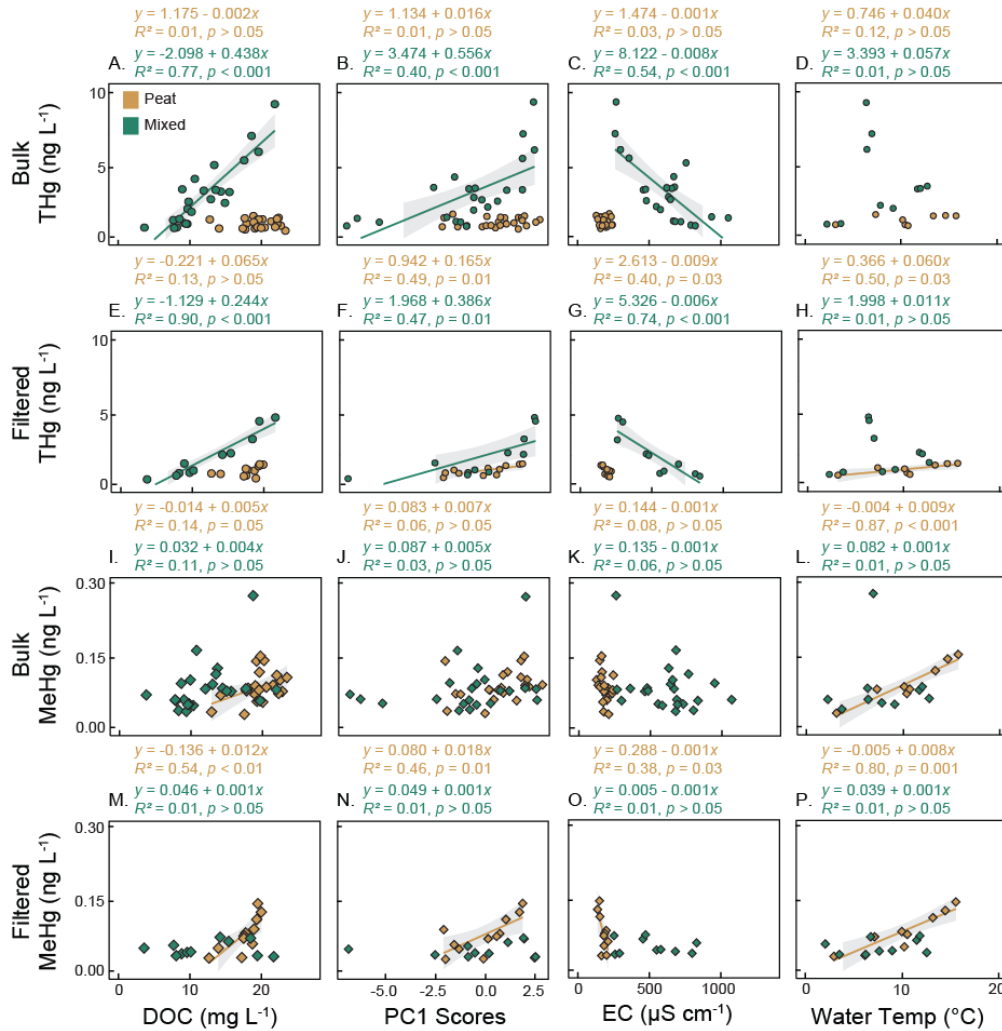 y = 1.175 - 0.002x
R² = 0.01, p > 0.05
y = 1.134 + 0.016x
R² = 0.01, p > 0.05
y = 1.474 - 0.001x
R² = 0.03, p > 0.05
y = 0.746 + 0.040x
R² = 0.12, p > 0.05
A.
y = -2.098 + 0.438x
R² = 0.77, p < 0.001
B.
y = 3.474 + 0.556x
R² = 0.40, p < 0.001
C.
y = 8.122 - 0.008x
R² = 0.54, p < 0.001
D.
y = 3.393 + 0.057x
R² = 0.01, p > 0.05
Bulk
THg (ng L⁻¹)
10
5
0
Peat
Mixed
y = -0.221 + 0.065x
R² = 0.13, p > 0.05
y = 0.942 + 0.165x
R² = 0.49, p = 0.01
y = 2.613 - 0.009x
R² = 0.40, p = 0.03
y = 0.366 + 0.060x
R² = 0.50, p = 0.03
E.
y = -1.129 + 0.244x
R² = 0.90, p < 0.001
F.
y = 1.968 + 0.386x
R² = 0.47, p = 0.01
G.
y = 5.326 - 0.006x
R² = 0.74, p < 0.001
H.
y = 1.998 + 0.011x
R² = 0.01, p > 0.05
Filtered
THg (ng L⁻¹)
10
5
0
y = -0.014 + 0.005x
R² = 0.14, p = 0.05
y = 0.083 + 0.007x
R² = 0.06, p > 0.05
y = 0.144 - 0.001x
R² = 0.08, p > 0.05
y = -0.004 + 0.009x
R² = 0.87, p < 0.001
I.
y = 0.032 + 0.004x
R² = 0.11, p > 0.05
J.
y = 0.087 + 0.005x
R² = 0.03, p > 0.05
K.
y = 0.135 - 0.001x
R² = 0.06, p > 0.05
L.
y = 0.082 + 0.001x
R² = 0.01, p > 0.05
Bulk
MeHg (ng L⁻¹)
0.30
0.15
0.00
y = -0.136 + 0.012x
R² = 0.54, p < 0.01
y = 0.080 + 0.018x
R² = 0.46, p = 0.01
y = 0.288 - 0.001x
R² = 0.38, p = 0.03
y = -0.005 + 0.008x
R² = 0.80, p = 0.001
M.
y = 0.046 + 0.001x
R² = 0.01, p > 0.05
N.
y = 0.049 + 0.001x
R² = 0.01, p > 0.05
O.
y = 0.005 - 0.001x
R² = 0.01, p > 0.05
P.
y = 0.039 + 0.001x
R² = 0.01, p > 0.05
Filtered
MeHg (ng L⁻¹)
0.30
0.15
0.00
0 10 20
-5.0 -2.5 0.0 2.5
0 500 1000
0 10 20
DOC (mg L⁻¹)
PC1 Scores
EC (µS cm⁻¹)
Water Temp (°C)